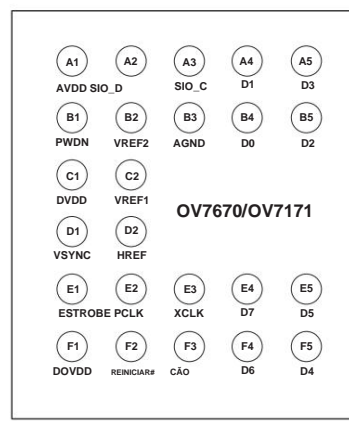 A1 A2 A3 A4 A5
AVDD SIO_D SIO_C D1 D3
B1 B2 B3 B4 B5
PWDN VREF2 AGND D0 D2
C1 C2
DVDD VREF1
OV7670/OV7171
D1 D2
VSYNC HREF
E1 E2 E3 E4 E5
ESTROBE PCLK XCLK D7 D5
F1 F2 F3 F4 F5
DOVDD REINICIAR# CÃO D6 D4